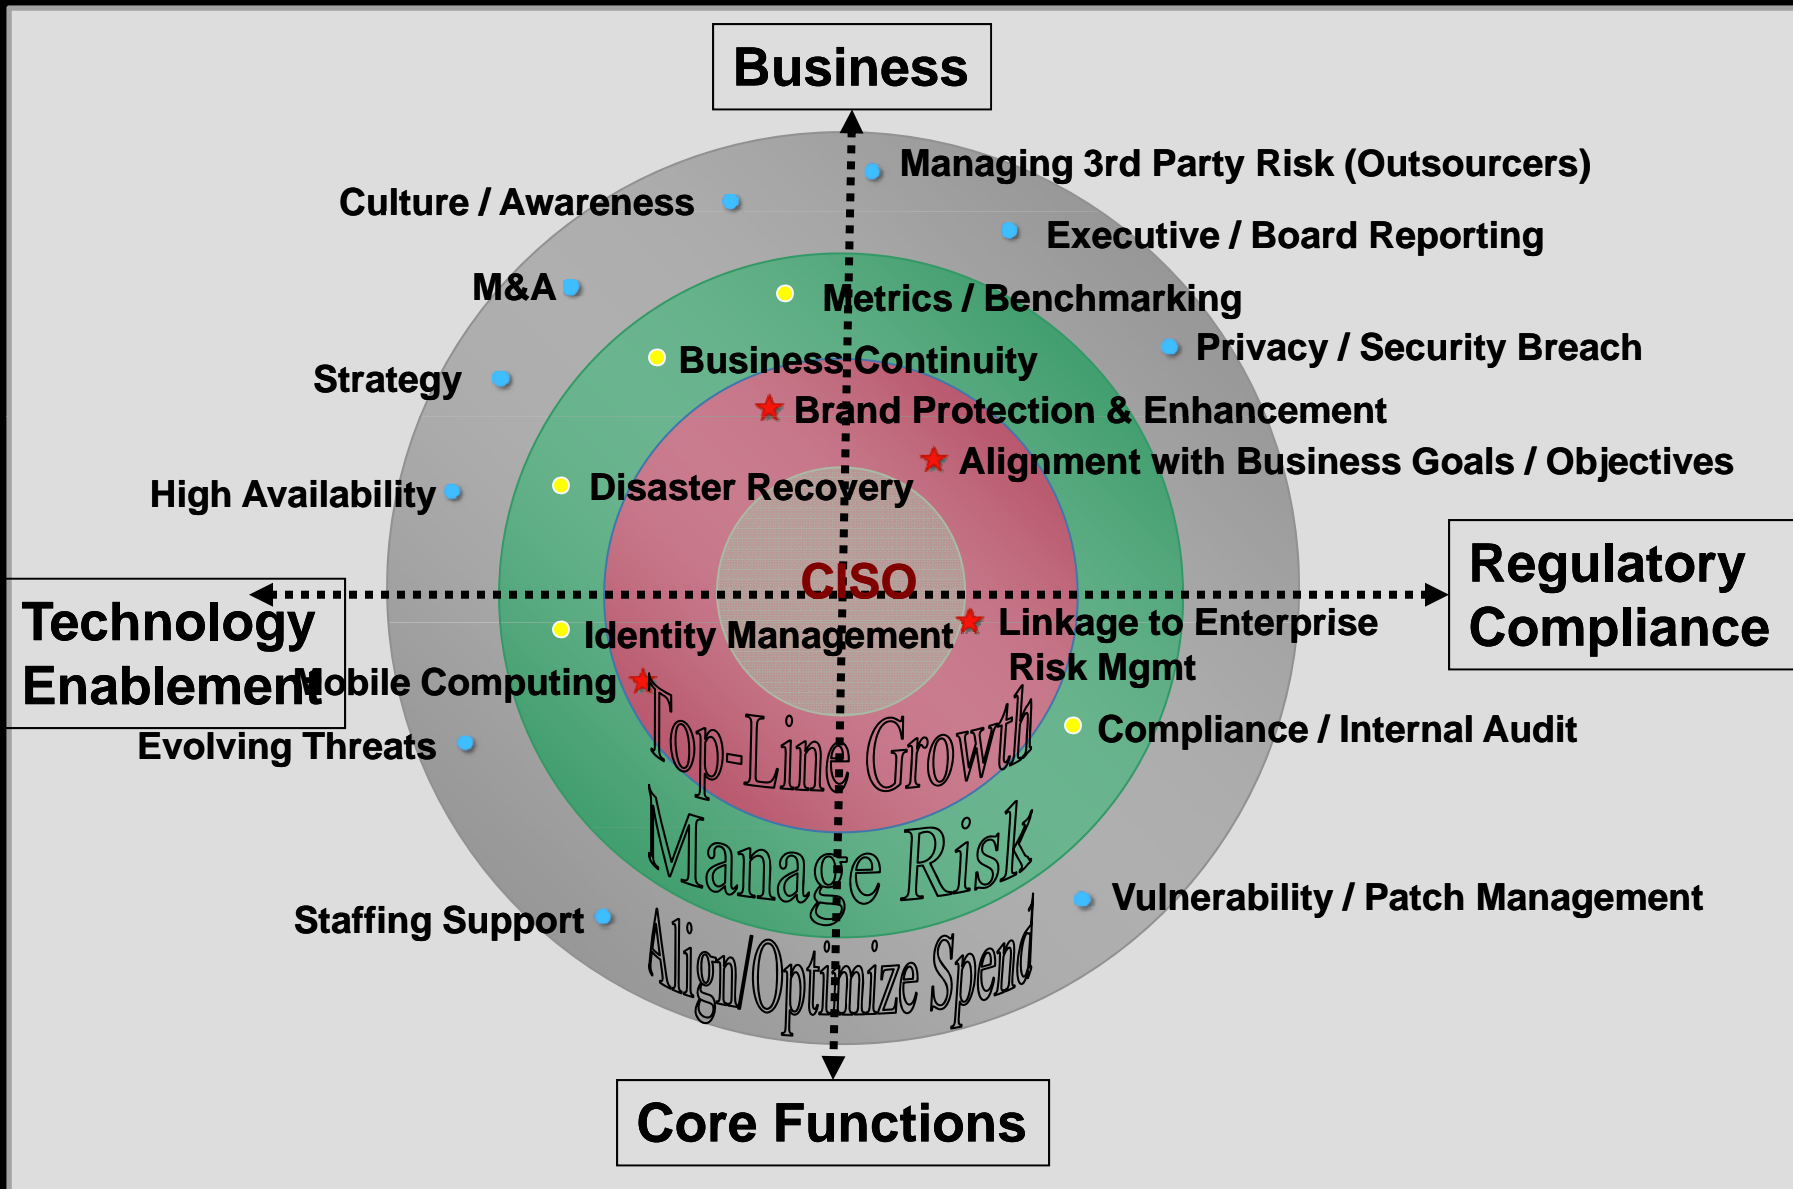 Business
Managing 3rd Party Risk (Outsourcers)
Culture / Awareness
Executive / Board Reporting
M&A
Metrics / Benchmarking
Privacy / Security Breach
Business Continuity
Strategy
Brand Protection & Enhancement
Alignment with Business Goals / Objectives
High Availability
Disaster Recovery
Regulatory
Compliance
CISO
Technology
Enablement
Identity Management
Linkage to Enterprise
Risk Mgmt
Mobile Computing
Top-Line Growth
Compliance / Internal Audit
Evolving Threats
Manage Risk
Vulnerability / Patch Management
Staffing Support
Align/Optimize Spend
Core Functions